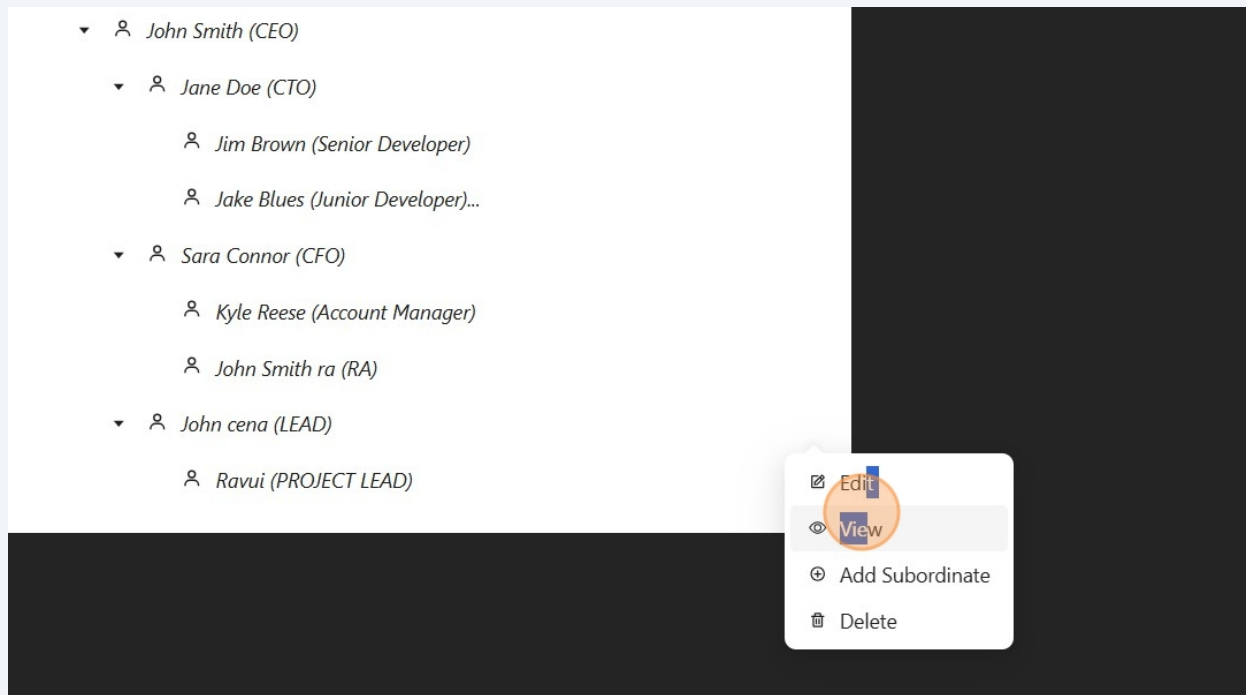 John Smith (CEO)
Jane Doe (CTO)
Jim Brown (Senior Developer)
Jake Blues (Junior Developer)...
Sara Connor (CFO)
Kyle Reese (Account Manager)
John Smith ra (RA)
John cena (LEAD)
Ravui (PROJECT LEAD)
Edit
View
Add Subordinate
Delete